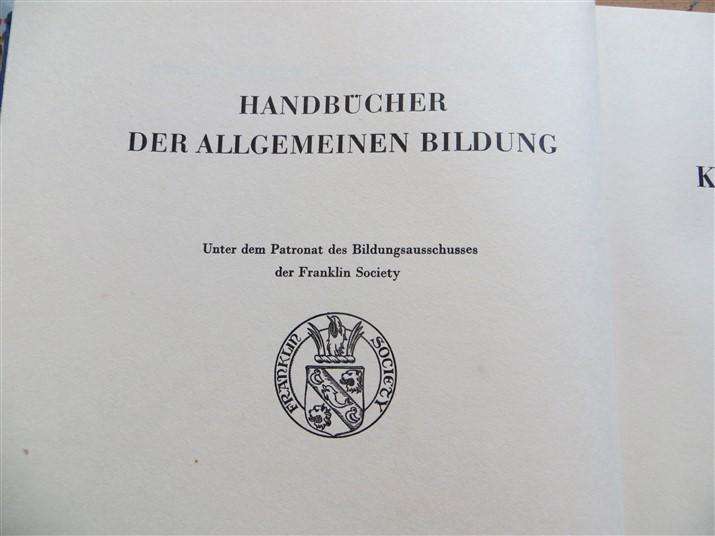 HANDBÜCHER
DER ALLGEMEINEN BILDUNG
Unter dem Patronat des Bildungsausschusses
der Franklin Society
FRANKLIN SOCIETY
K